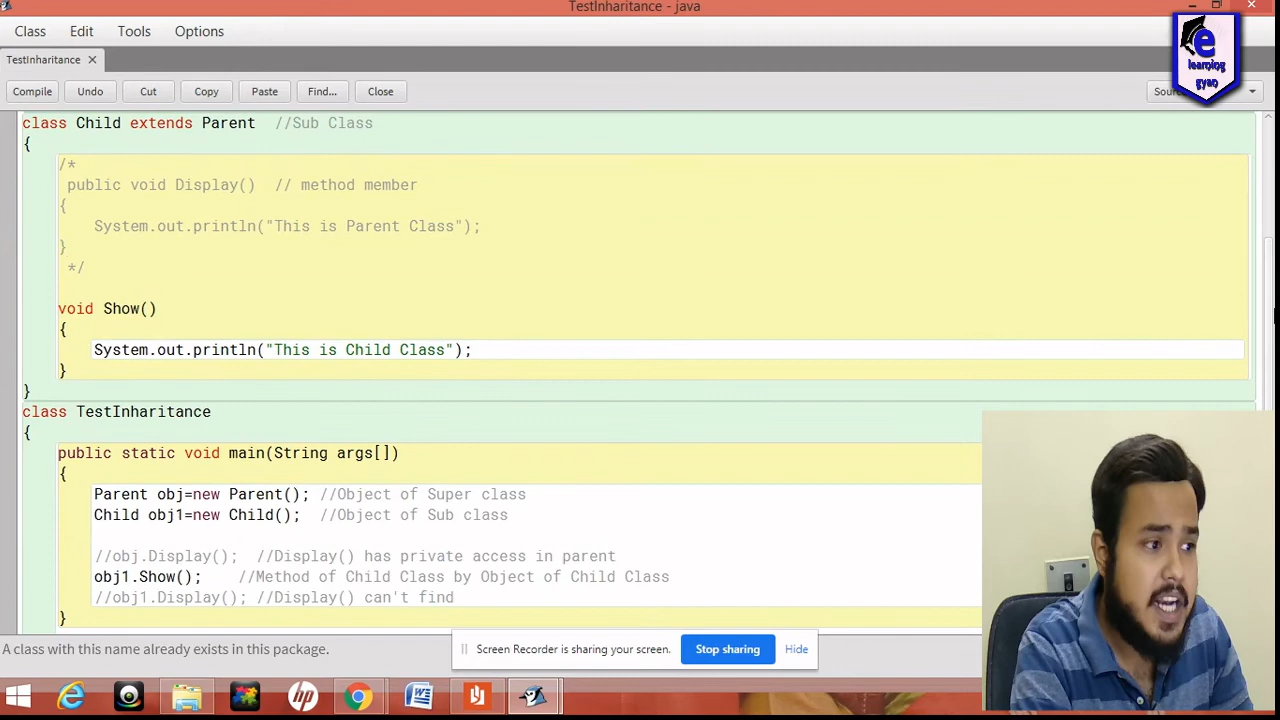 TestInharitance - java
Class Edit Tools Options
TestInharitance
Compile Undo Cut Copy Paste Find... Close
e
learning
gyan
class Child extends Parent //Sub Class
{
/*
public void Display() // method member
{
System.out.println("This is Parent Class");
}
*/
void Show()
{
System.out.println("This is Child Class");
}
}
class TestInharitance
{
public static void main(String args[])
{
Parent obj=new Parent(); //Object of Super class
Child obj1=new Child(); //Object of Sub class
//obj.Display(); //Display() has private access in parent
obj1.Show(); //Method of Child Class by Object of Child Class
//obj1.Display(); //Display() can't find
}
A class with this name already exists in this package.
Screen Recorder is sharing your screen. Stop sharing Hide
hp